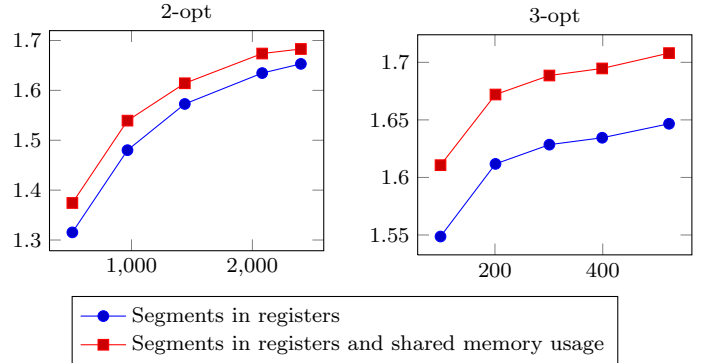 2-opt
1.7
1.6
1.5
1.4
1.3
1,000 2,000
3-opt
1.7
1.65
1.6
1.55
200 400
Segments in registers
Segments in registers and shared memory usage